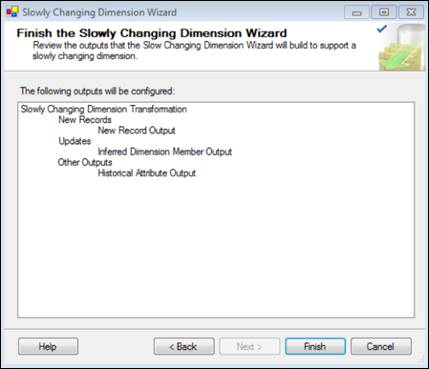 Slowly Changing Dimension Wizard
Finish the Slowly Changing Dimension Wizard
Review the outputs that the Slow Changing Dimension Wizard will build to support a
slowly changing dimension.
The following outputs will be configured:
Slowly Changing Dimension Transformation
New Records
New Record Output
Updates
Inferred Dimension Member Output
Other Outputs
Historical Attribute Output
Help
< Back
Next >
Finish
Cancel